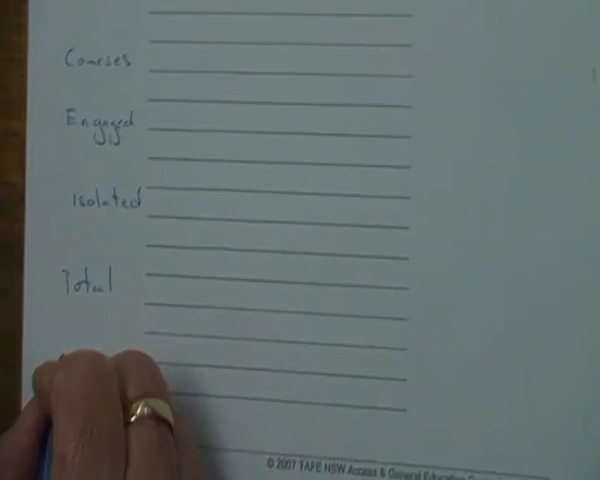 Courses
Engaged
Isolated
Total
© 2007 TAFE NSW Access & General Education